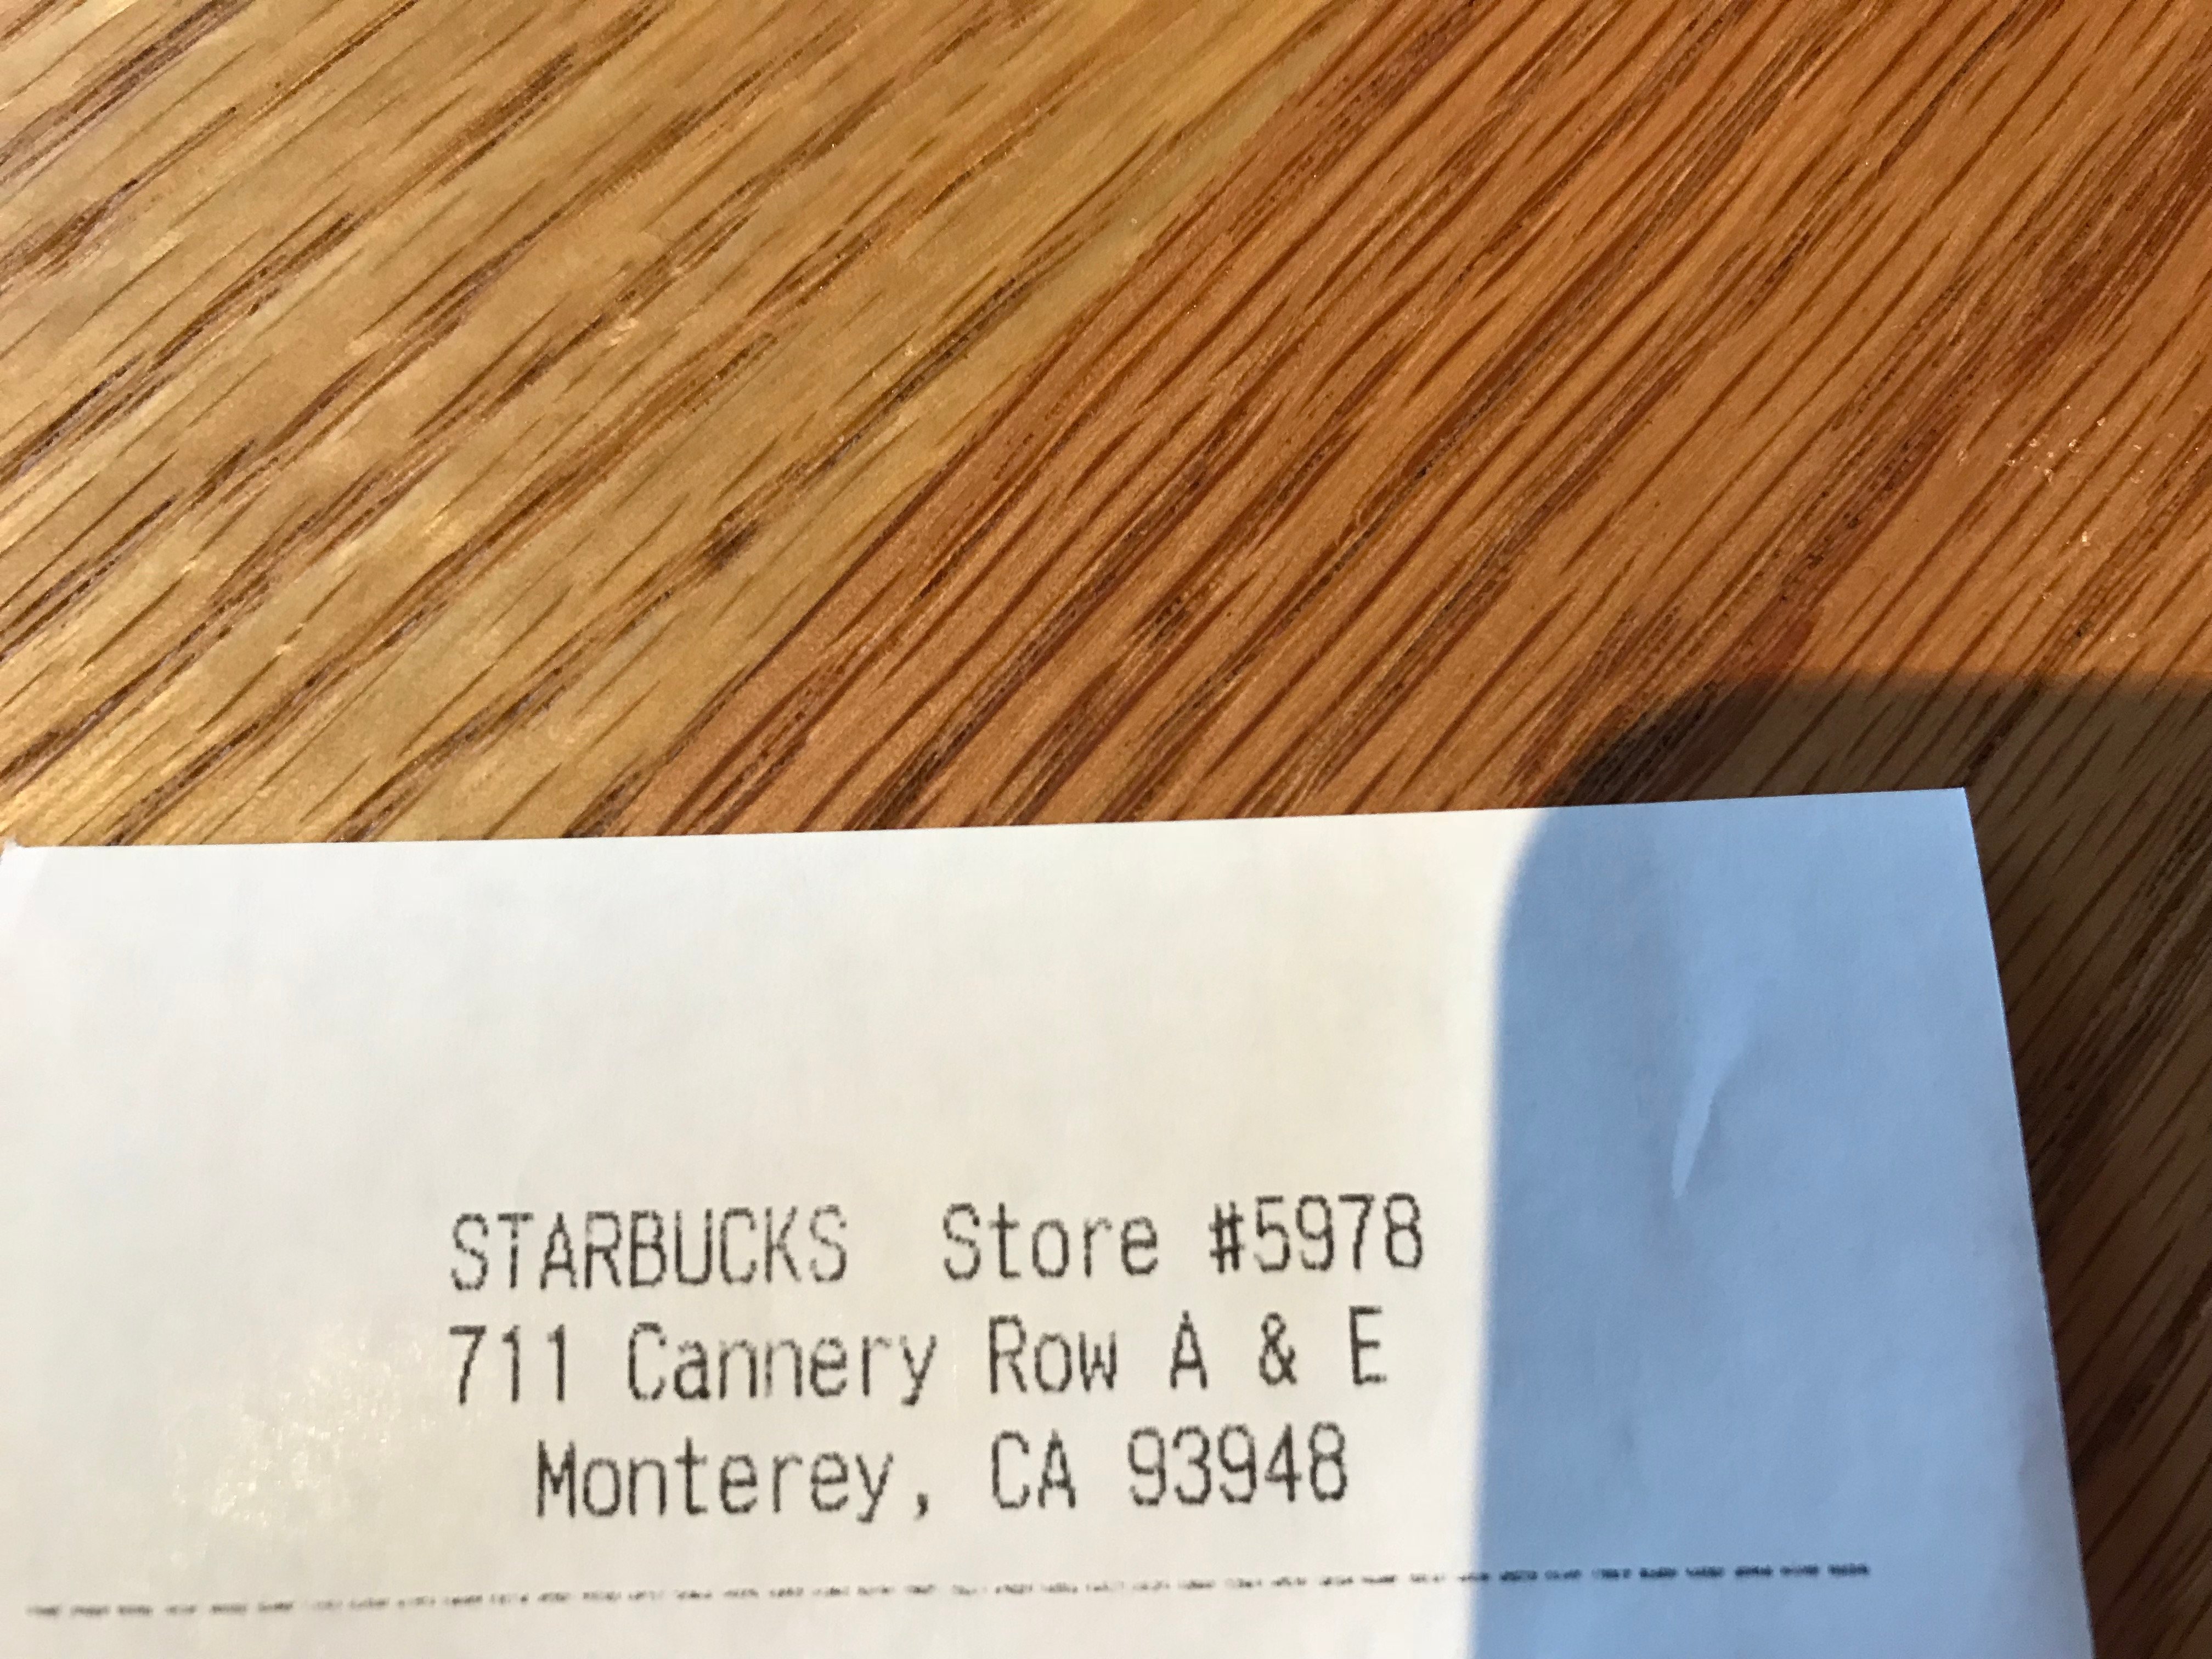 STARBUCKS Store #5978
711 Cannery Row A & E
Monterey, CA 93948